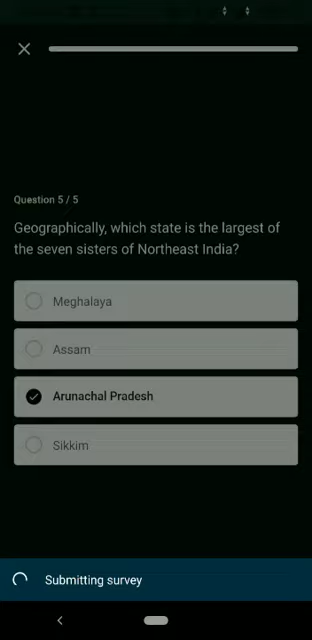 Question 5 / 5
Geographically, which state is the largest of
the seven sisters of Northeast India?
Meghalaya
Assam
Arunachal Pradesh
Sikkim
Submitting survey